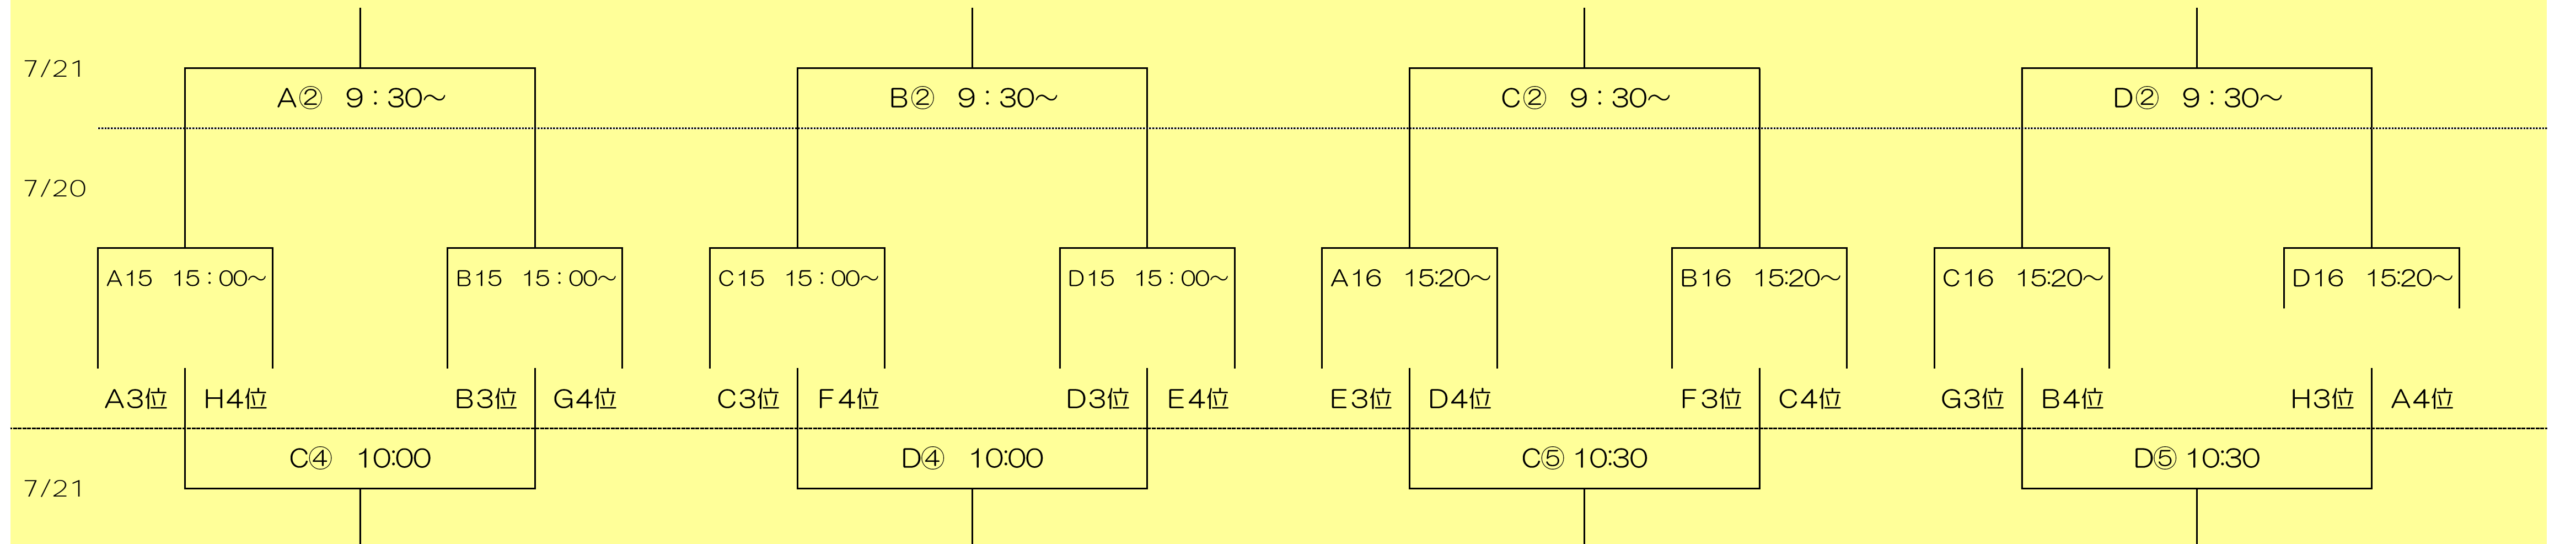 7/21
A② 9：30～ B② 9：30～ C② 9：30～ D② 9：30～
7/20
A15 15：00～ B15 15：00～ C15 15：00～ D15 15：00～ A16 15:20～ B16 15:20～ C16 15:20～ D16 15:20～
A3位 H4位 B3位 G4位 C3位 F4位 D3位 E4位 E3位 D4位 F3位 C4位 G3位 B4位 H3位 A4位
C④ 10:00 D④ 10:00 C⑤ 10:30 D⑤ 10:30
7/21